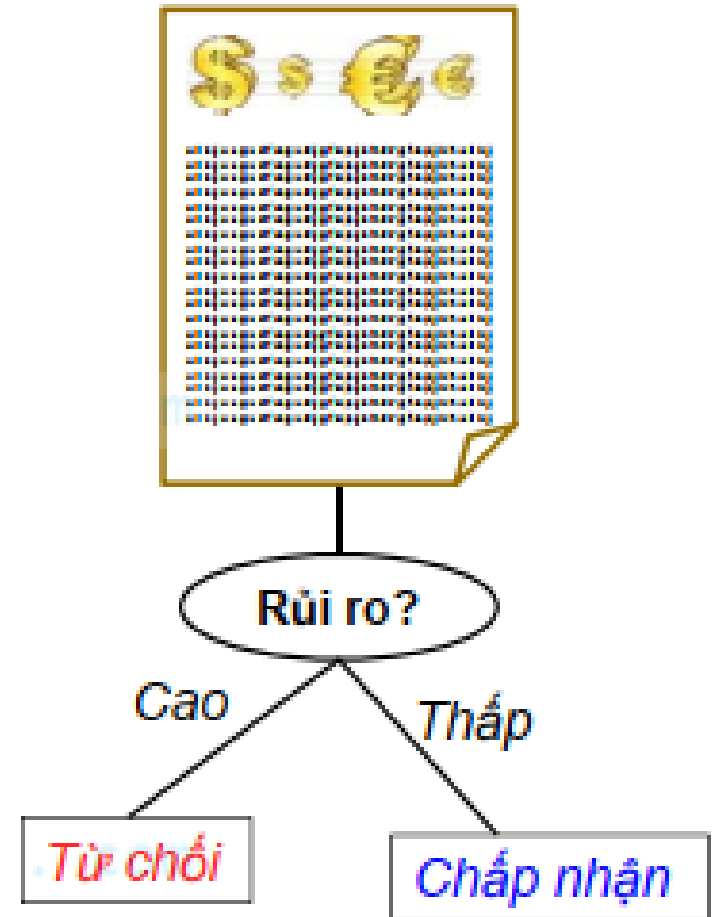 $ $ € €
Rủi ro?
Cao
Thấp
Từ chối
Chấp nhận